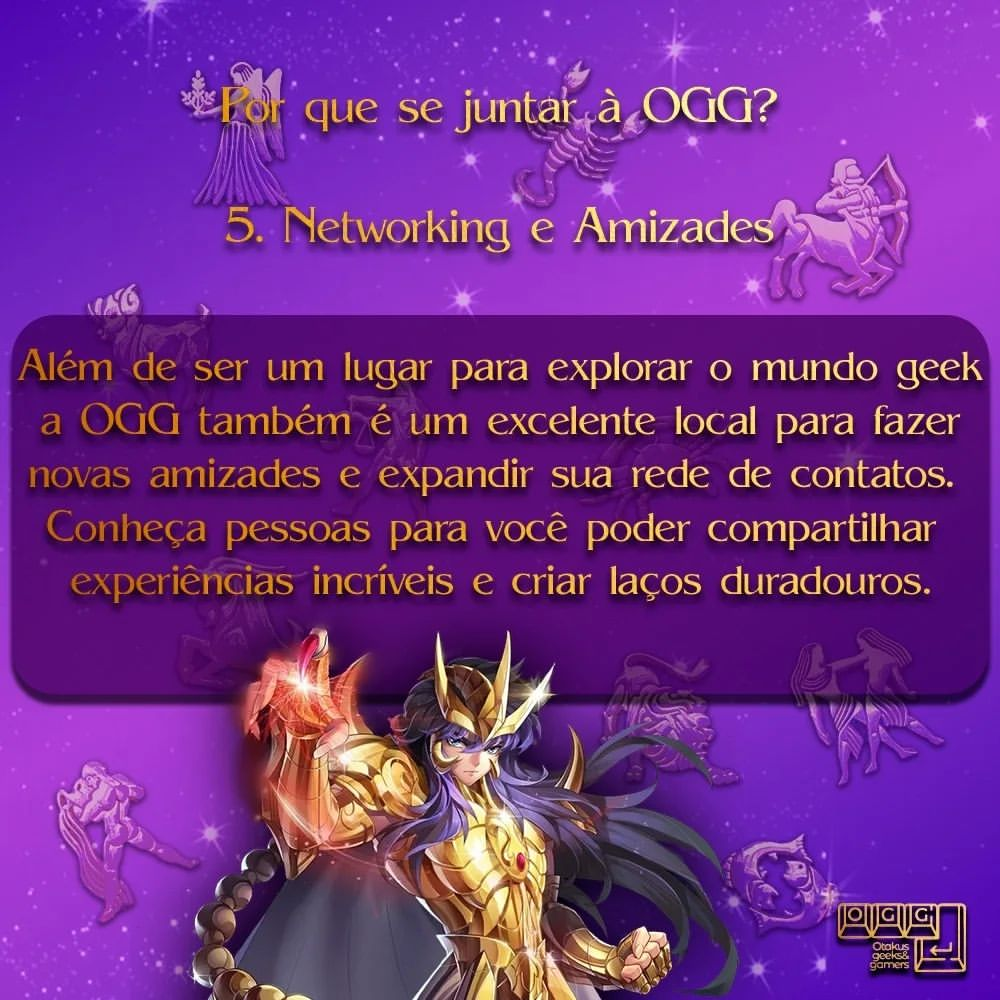 Por que se juntar à OGG?
5. Networking e Amizades
Além de ser um lugar para explorar o mundo geek
a OGG também é um excelente local para fazer
novas amizades e expandir sua rede de contatos.
Conheça pessoas para você poder compartilhar
experiências incríveis e criar laços duradouros.
OGG
Otakus
geeks&
gamers